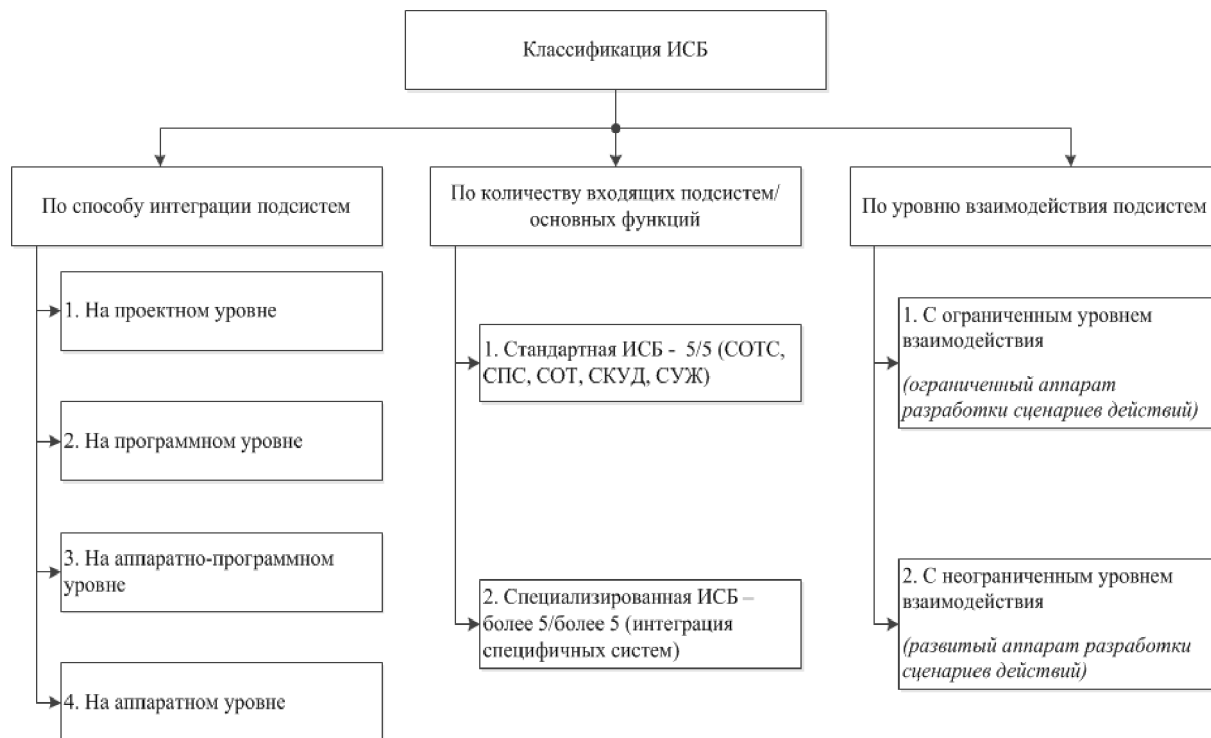 Классификация ИСБ
По способу интеграции подсистем
По количеству входящих подсистем/
основных функций
По уровню взаимодействия подсистем
1. На проектном уровне
2. На программном уровне
3. На аппаратно-программном
уровне
4. На аппаратном уровне
1. Стандартная ИСБ - 5/5 (СОТС,
СПС, СОТ, СКУД, СУЖ)
2. Специализированная ИСБ –
более 5/более 5 (интеграция
специфичных систем)
1. С ограниченным уровнем
взаимодействия
(ограниченный аппарат
разработки сценариев действий)
2. С неограниченным уровнем
взаимодействия
(развитый аппарат разработки
сценариев действий)